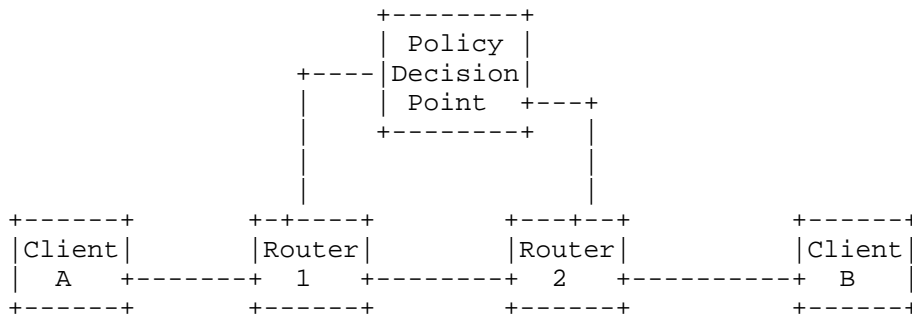 Policy
Decision
Point
Client Router Router Client
A 1 2 B